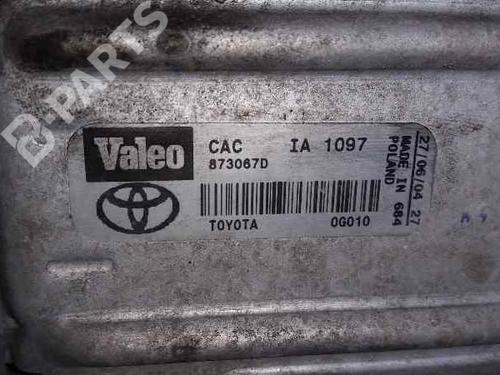 B-PARTS
Valeo
CAC IA 1097
873067D
TOYOTA 0G010
27/06/04 27
MADE IN 684
POLAND